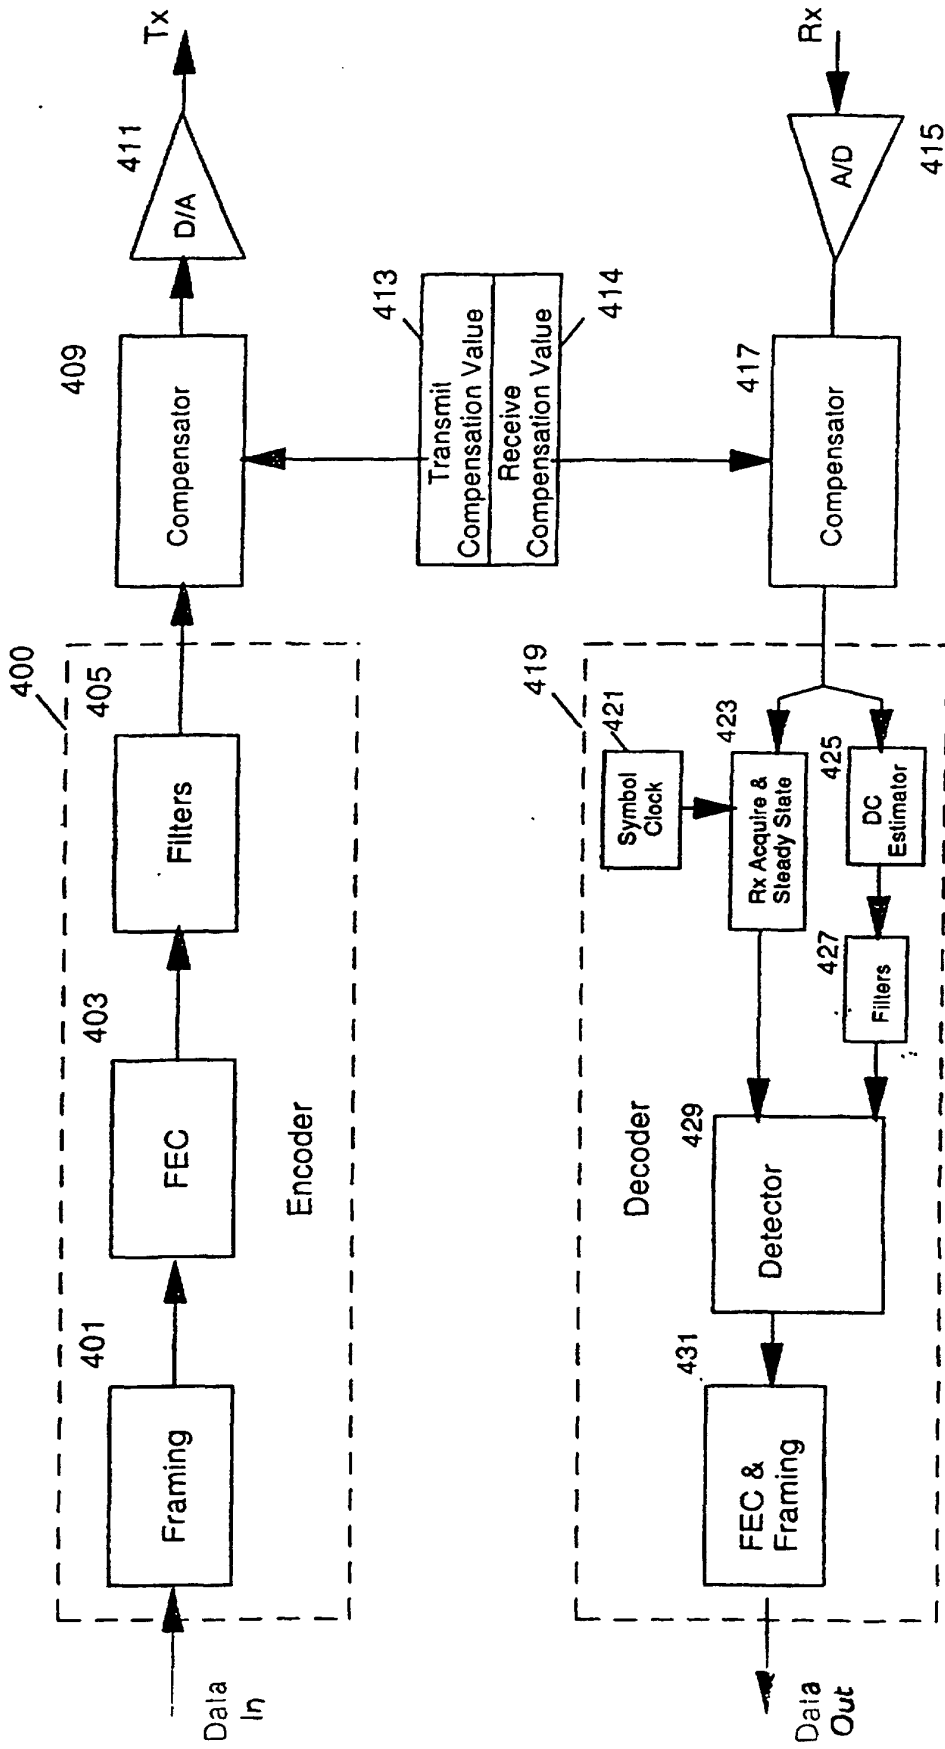 Data
In
Framing
401
FEC
403
Filters
405
400
Encoder
Compensator
409
D/A
411
Tx
Transmit
Compensation Value
413
Receive
Compensation Value
414
Rx
A/D
415
Compensator
417
419
Decoder
Symbol
Clock
421
Rx Acquire &
Steady State
423
DC
Estimator
425
Filters
427
Detector
429
FEC &
Framing
431
Data
Out